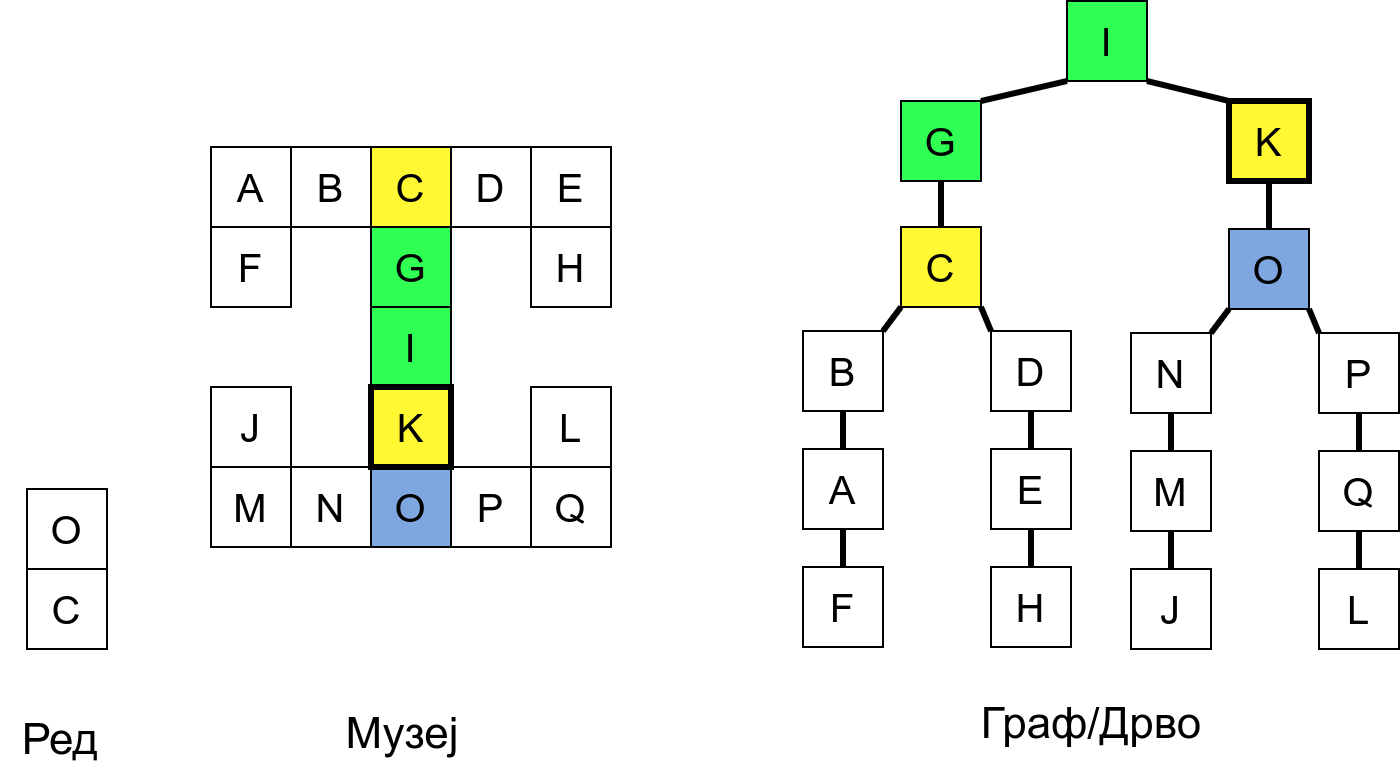 O
C
Ред
A B C D E
F G H
I
J K L
M N O P Q
Музеј
I
G K
C O
B D N P
A E M Q
F H J L
Граф/Дрво